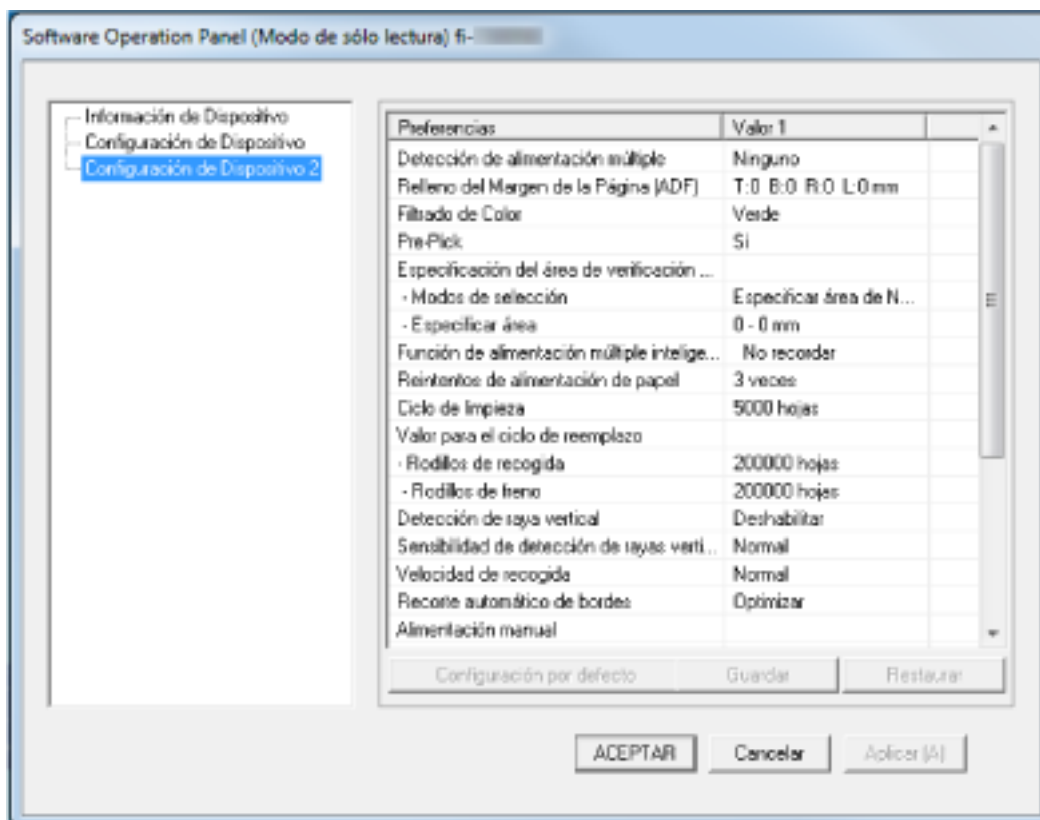 Software Operation Panel (Modo de sólo lectura) fi-
Información de Dispositivo
Configuración de Dispositivo
Configuración de Dispositivo 2
Preferencias Valor 1
Detección de alimentación múltiple Ninguno
Relleno del Margen de la Página (ADF) T:0 B:0 R:0 L:0 mm
Filtrado de Color Verde
Pre-Pick Sí
Especificación del área de verificación ...
- Modos de selección Especificar área de N...
- Especificar área 0 - 0 mm
Función de alimentación múltiple intelige... No recordar
Reintentos de alimentación de papel 3 veces
Ciclo de limpieza 5000 hojas
Valor para el ciclo de reemplazo
- Rodillos de recogida 200000 hojas
- Rodillos de freno 200000 hojas
Detección de raya vertical Deshabilitar
Sensibilidad de detección de rayas verti... Normal
Velocidad de recogida Normal
Recorte automático de bordes Optimizar
Alimentación manual
Configuración por defecto Guardar Restaurar
ACEPTAR Cancelar Aplicar (A)